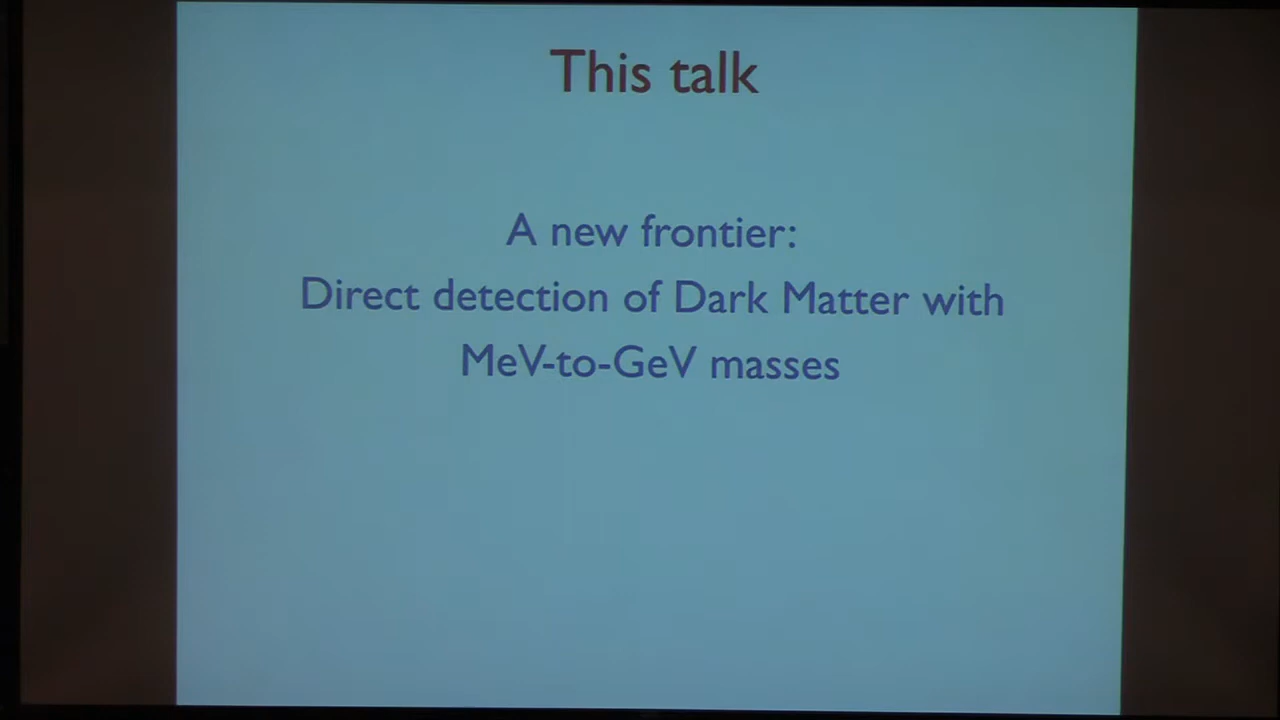 This talk
A new frontier:
Direct detection of Dark Matter with
MeV-to-GeV masses